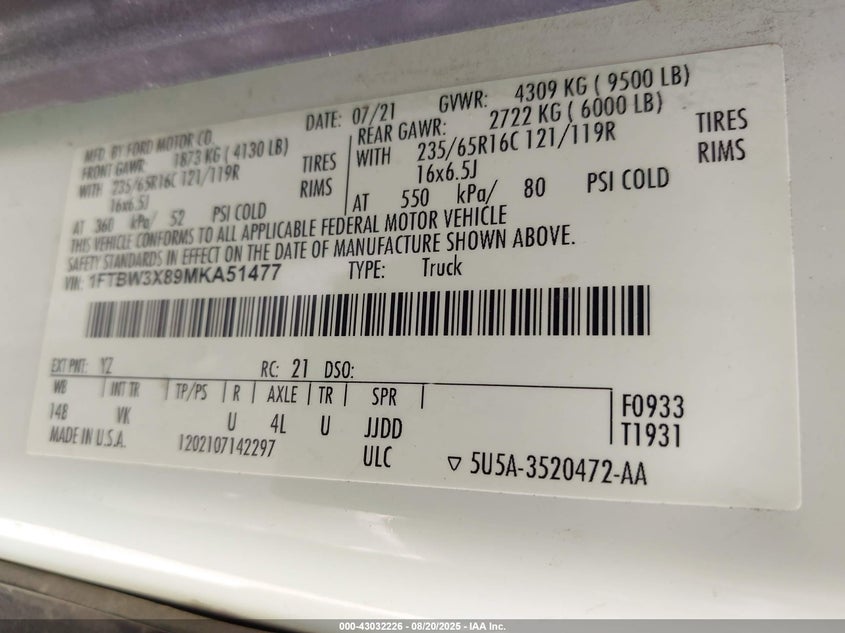 MFD. BY FORD MOTOR CO.
DATE: 07/21 GVWR: 4309 KG ( 9500 LB)
FRONT GAWR: 1873 KG ( 4130 LB) REAR GAWR: 2722 KG ( 6000 LB)
WITH 235/65R16C 121/119R TIRES WITH 235/65R16C 121/119R TIRES
16x6.5J RIMS 16x6.5J RIMS
AT 360 kPa/ 52 PSI COLD AT 550 kPa/ 80 PSI COLD
THIS VEHICLE CONFORMS TO ALL APPLICABLE FEDERAL MOTOR VEHICLE
SAFETY STANDARDS IN EFFECT ON THE DATE OF MANUFACTURE SHOWN ABOVE.
VIN: 1FTBW3X89MKA51477 TYPE: Truck
EXT PNT: YZ RC: 21 DSO:
WB INT TR TP/PS R AXLE TR SPR
148 VK U 4L U JJDD F0933
MADE IN U.S.A. 1202107142297 ULC T1931
▽ 5U5A-3520472-AA
000-43032226 - 08/20/2025 - IAA Inc.